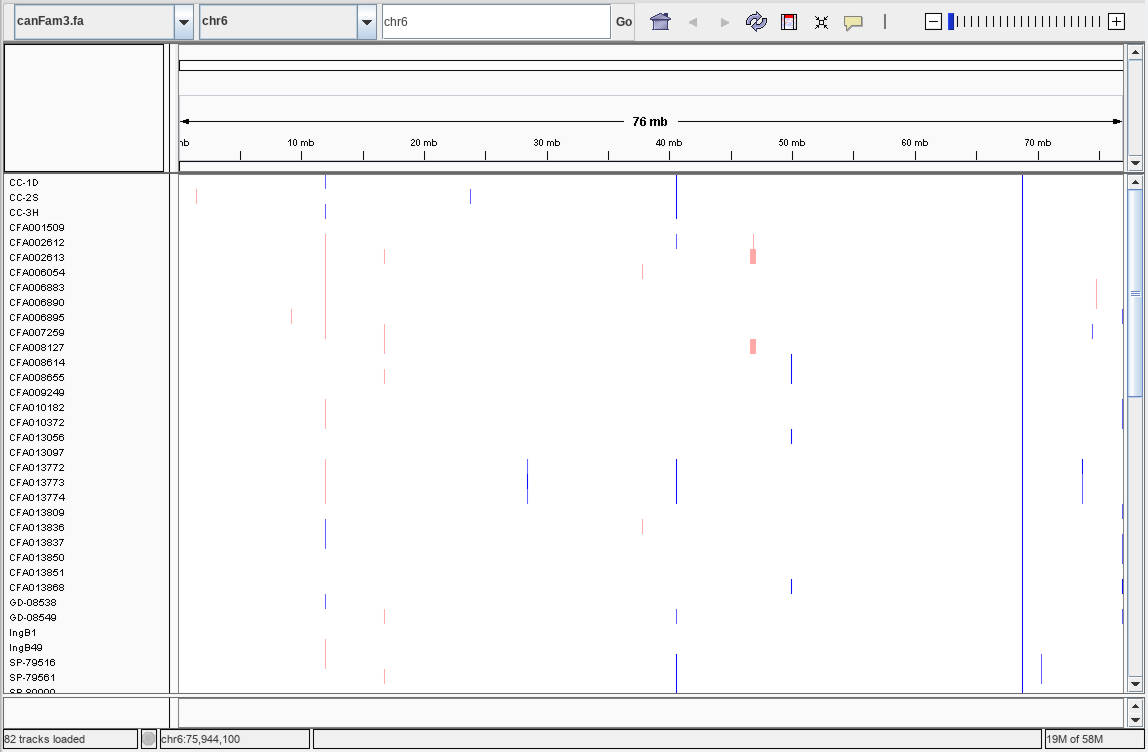 canFam3.fa chr6 chr6 Go
76 mb
10 mb 20 mb 30 mb 40 mb 50 mb 60 mb 70 mb
CC-1D
CC-2S
CC-3H
CFA001509
CFA002612
CFA002613
CFA006054
CFA006883
CFA006890
CFA006895
CFA007259
CFA008127
CFA008614
CFA008655
CFA009249
CFA010182
CFA010372
CFA013056
CFA013097
CFA013772
CFA013773
CFA013774
CFA013809
CFA013836
CFA013837
CFA013850
CFA013851
CFA013868
GD-08538
GD-08549
IngB1
IngB49
SP-79516
SP-79561
82 tracks loaded chr6:75,944,100 19M of 58M